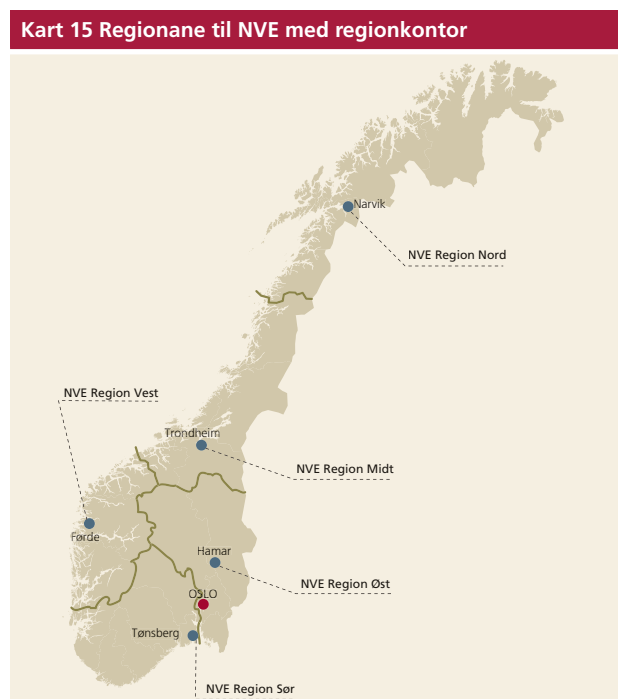 Kart 15 Regionane til NVE med regionkontor
Narvik
NVE Region Nord
NVE Region Vest
Trondheim
NVE Region Midt
Førde
Hamar
NVE Region Øst
OSLO
Tønsberg
NVE Region Sør